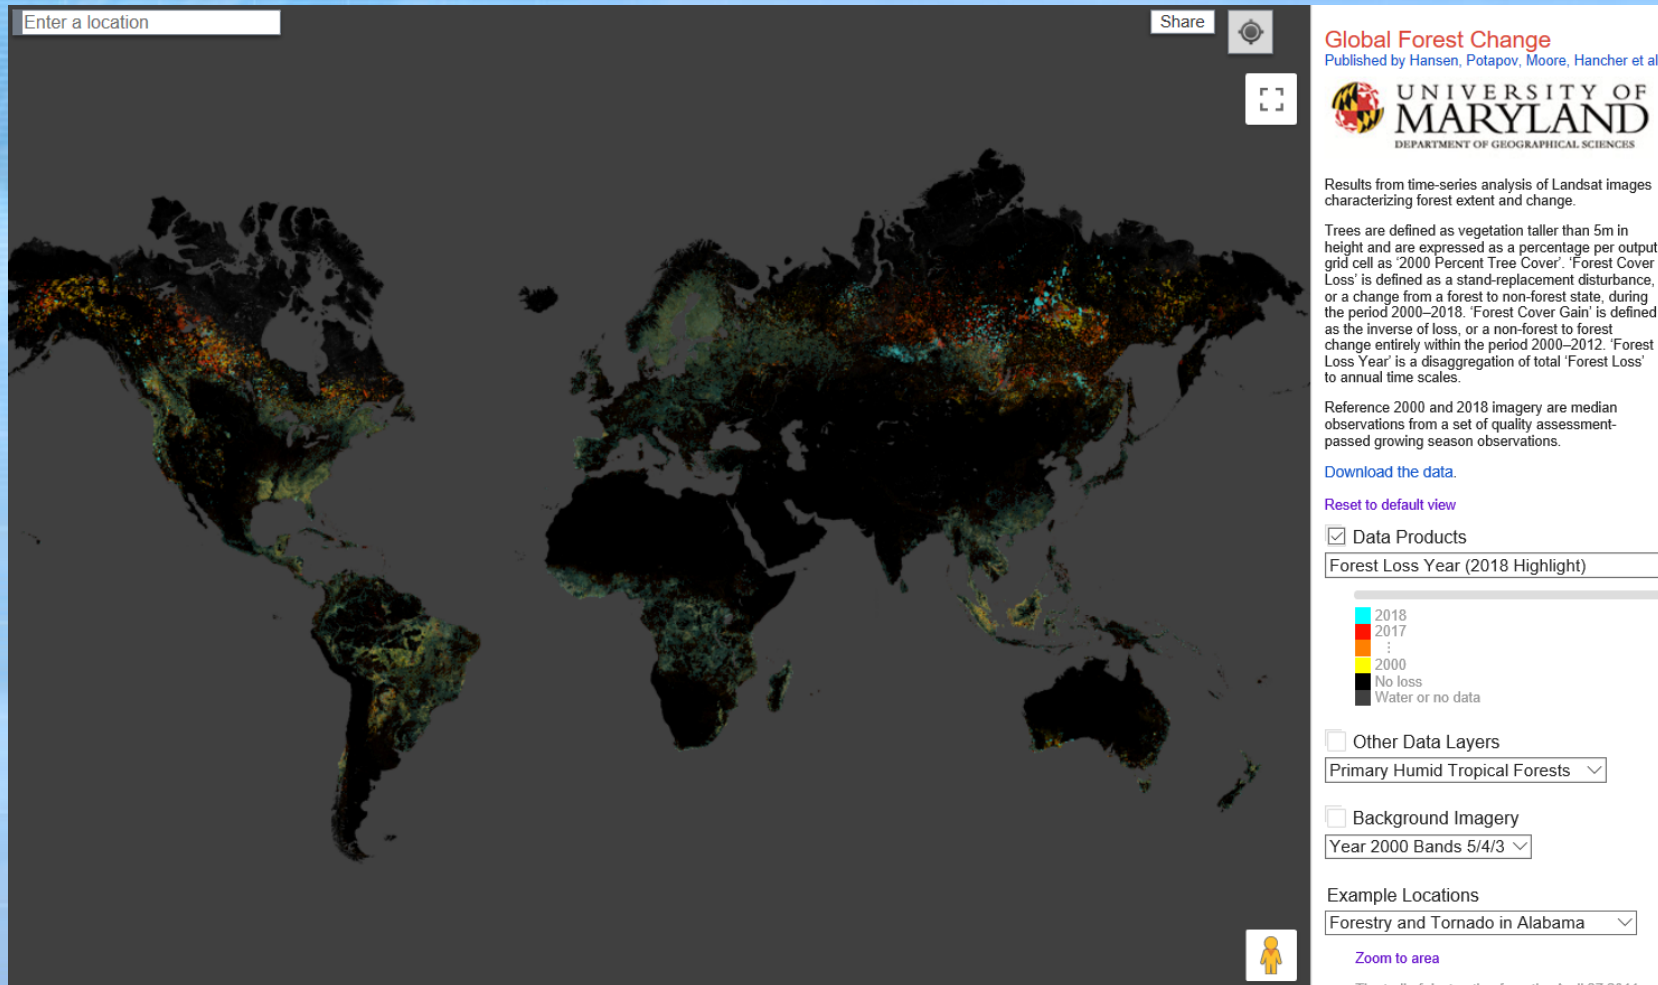 Enter a location
Share
Global Forest Change
Published by Hansen, Potapov, Moore, Hancher et al
UNIVERSITY OF
MARYLAND
DEPARTMENT OF GEOGRAPHICAL SCIENCES
Results from time-series analysis of Landsat images
characterizing forest extent and change.
Trees are defined as vegetation taller than 5m in
height and are expressed as a percentage per output
grid cell as ‘2000 Percent Tree Cover’. ‘Forest Cover
Loss’ is defined as a stand-replacement disturbance,
or a change from a forest to non-forest state, during
the period 2000–2018. ‘Forest Cover Gain’ is defined
as the inverse of loss, or a non-forest to forest
change entirely within the period 2000–2012. ‘Forest
Loss Year’ is a disaggregation of total ‘Forest Loss’
to annual time scales.
Reference 2000 and 2018 imagery are median
observations from a set of quality assessment-
passed growing season observations.
Download the data.
Reset to default view
Data Products
Forest Loss Year (2018 Highlight)
2018
2017
⋮
2000
No loss
Water or no data
Other Data Layers
Primary Humid Tropical Forests
Background Imagery
Year 2000 Bands 5/4/3
Example Locations
Forestry and Tornado in Alabama
Zoom to area